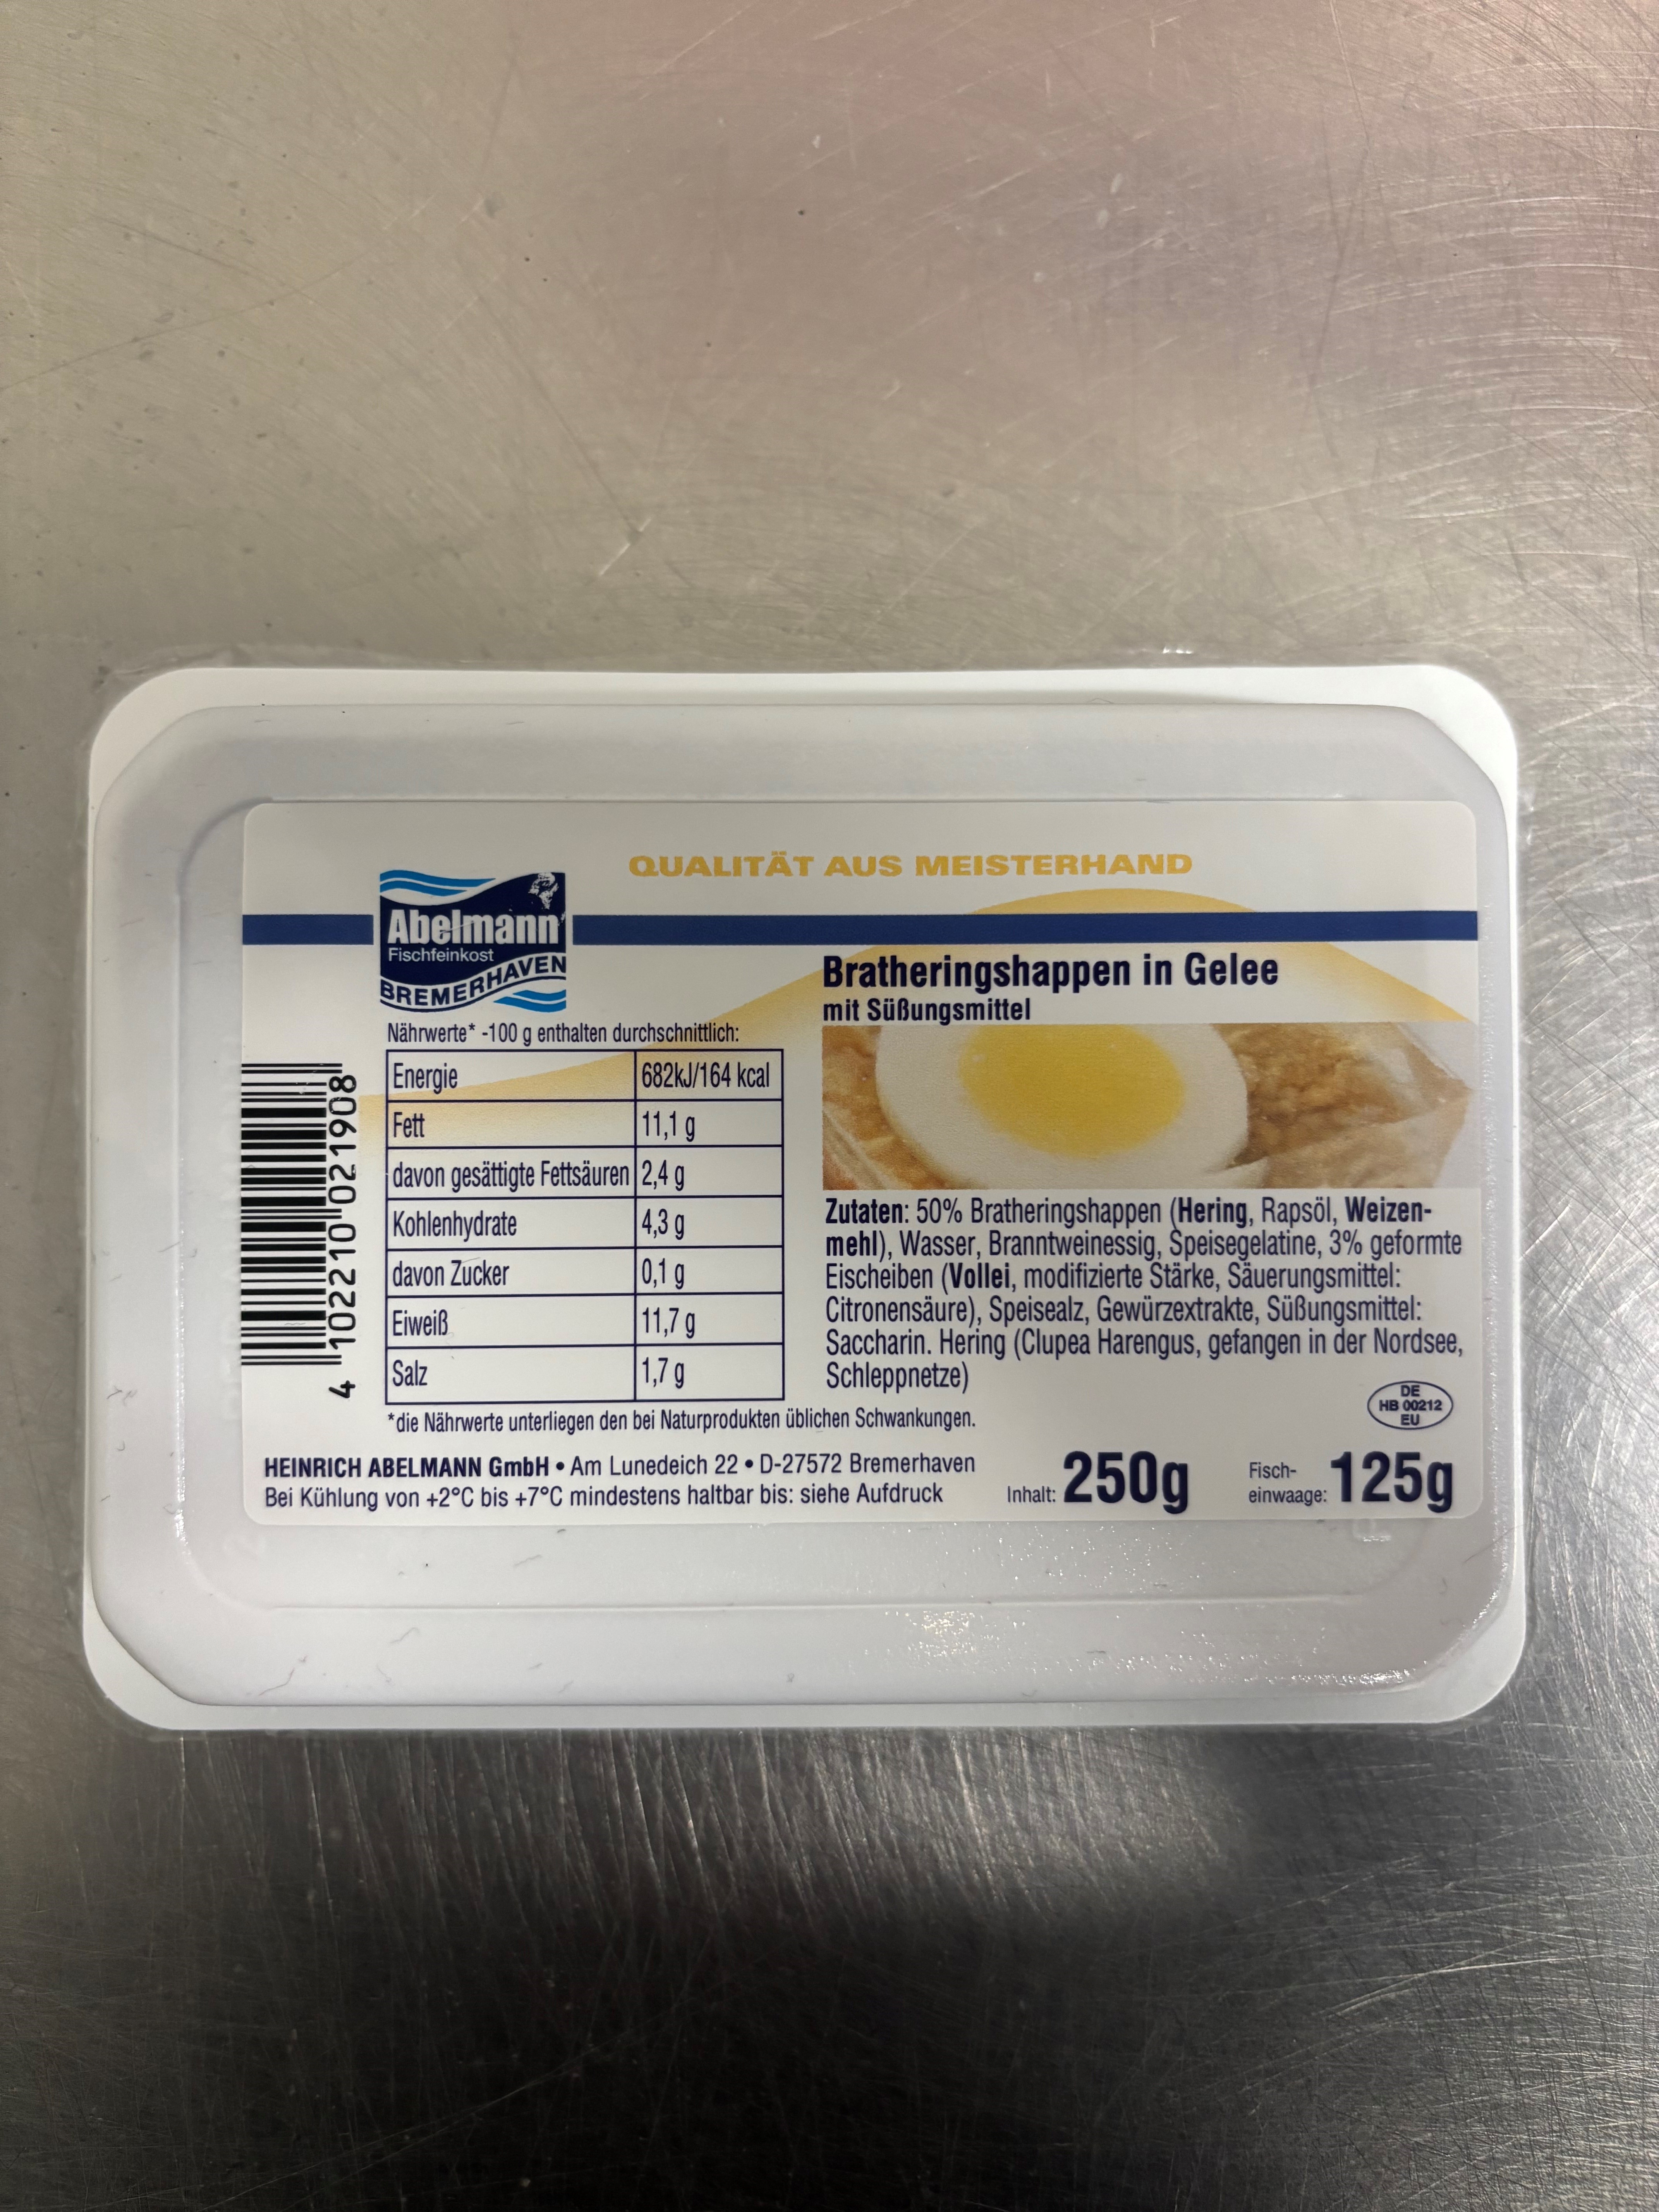 QUALITÄT AUS MEISTERHAND
Abelmann
Fischfeinkost
BREMERHAVEN
Bratheringshappen in Gelee
mit Süßungsmittel
Nährwerte* -100 g enthalten durchschnittlich:
Energie 682kJ/164 kcal
Fett 11,1 g
davon gesättigte Fettsäuren 2,4 g
Kohlenhydrate 4,3 g
davon Zucker 0,1 g
Eiweiß 11,7 g
Salz 1,7 g
*die Nährwerte unterliegen den bei Naturprodukten üblichen Schwankungen.
4 102210 021908
Zutaten: 50% Bratheringshappen (Hering, Rapsöl, Weizen-
mehl), Wasser, Branntweinessig, Speisegelatine, 3% geformte
Eischeiben (Vollei, modifizierte Stärke, Säuerungsmittel:
Citronensäure), Speisealz, Gewürzextrakte, Süßungsmittel:
Saccharin. Hering (Clupea Harengus, gefangen in der Nordsee,
Schleppnetze)
DE
HB 00212
EU
HEINRICH ABELMANN GmbH • Am Lunedeich 22 • D-27572 Bremerhaven
Bei Kühlung von +2°C bis +7°C mindestens haltbar bis: siehe Aufdruck
Inhalt: 250g
Fisch-
einwaage: 125g